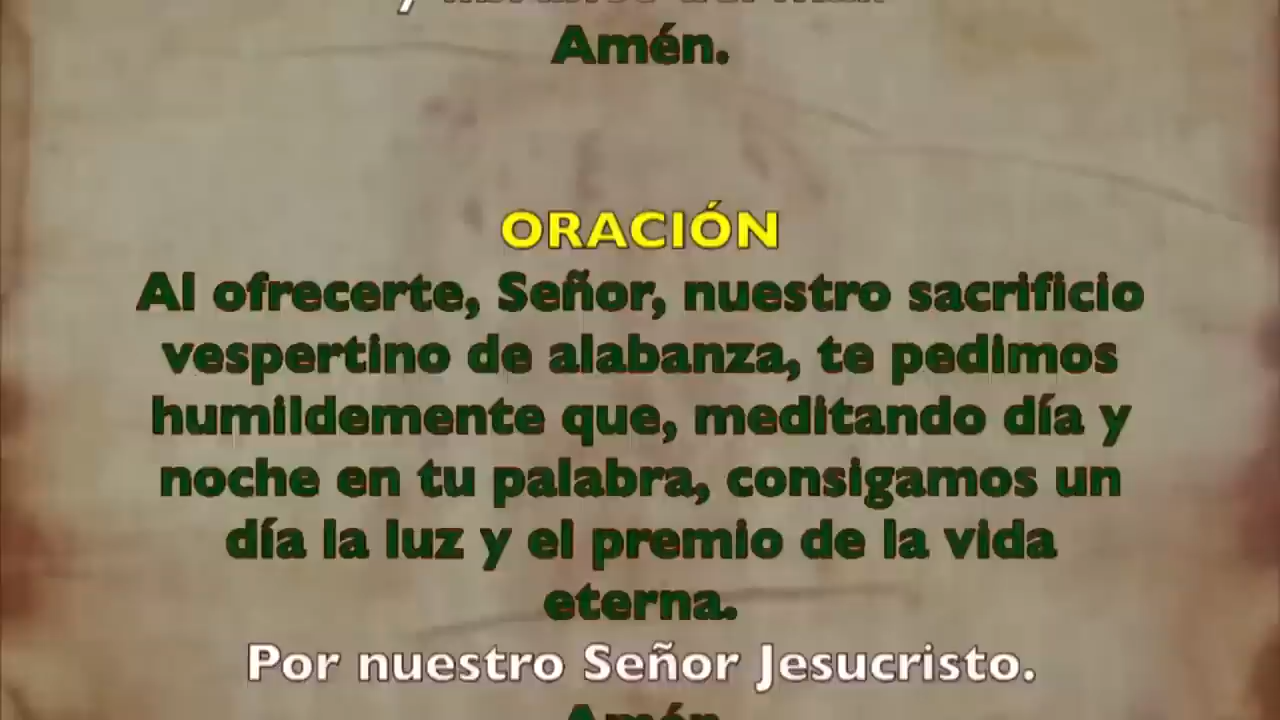 Amén.
ORACIÓN
Al ofrecerte, Señor, nuestro sacrificio
vespertino de alabanza, te pedimos
humildemente que, meditando día y
noche en tu palabra, consigamos un
día la luz y el premio de la vida
eterna.
Por nuestro Señor Jesucristo.
Amén.